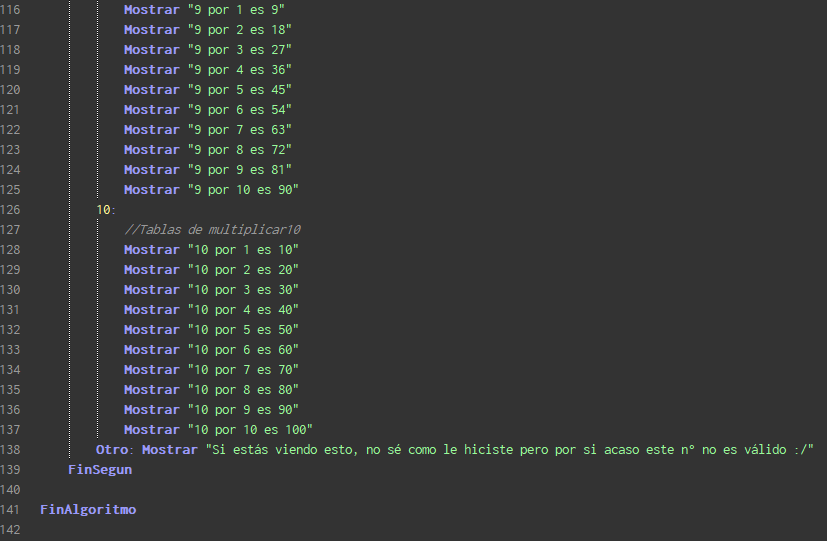 116 Mostrar "9 por 1 es 9"
117 Mostrar "9 por 2 es 18"
118 Mostrar "9 por 3 es 27"
119 Mostrar "9 por 4 es 36"
120 Mostrar "9 por 5 es 45"
121 Mostrar "9 por 6 es 54"
122 Mostrar "9 por 7 es 63"
123 Mostrar "9 por 8 es 72"
124 Mostrar "9 por 9 es 81"
125 Mostrar "9 por 10 es 90"
126 10:
127 //Tablas de multiplicar10
128 Mostrar "10 por 1 es 10"
129 Mostrar "10 por 2 es 20"
130 Mostrar "10 por 3 es 30"
131 Mostrar "10 por 4 es 40"
132 Mostrar "10 por 5 es 50"
133 Mostrar "10 por 6 es 60"
134 Mostrar "10 por 7 es 70"
135 Mostrar "10 por 8 es 80"
136 Mostrar "10 por 9 es 90"
137 Mostrar "10 por 10 es 100"
138 Otro: Mostrar "Si estás viendo esto, no sé como le hiciste pero por si acaso este n° no es válido :/"
139 FinSegun
140
141 FinAlgoritmo
142